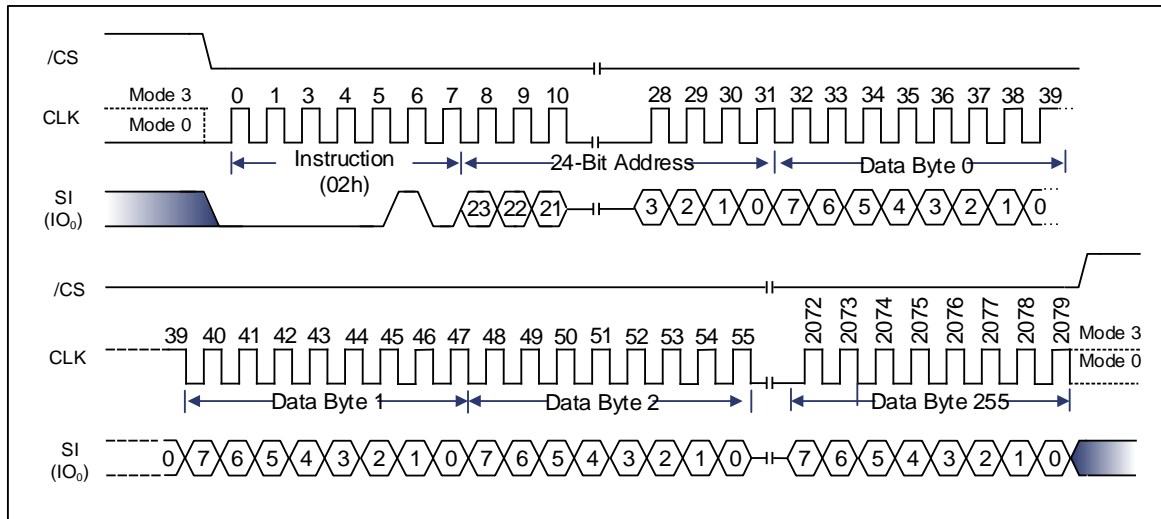 /CS
Mode 3
0 1 3 4 5 6 7 8 9 10 28 29 30 31 32 33 34 35 36 37 38 39
CLK
Mode 0
Instruction 24-Bit Address Data Byte 0
(02h)
SI
(IO₀)
23 22 21 3 2 1 0 7 6 5 4 3 2 1 0
/CS
39 40 41 42 43 44 45 46 47 48 49 50 51 52 53 54 55 2072 2073 2074 2075 2076 2077 2078 2079
Mode 3
CLK
Mode 0
Data Byte 1 Data Byte 2 Data Byte 255
SI
(IO₀)
0 7 6 5 4 3 2 1 0 7 6 5 4 3 2 1 0 7 6 5 4 3 2 1 0